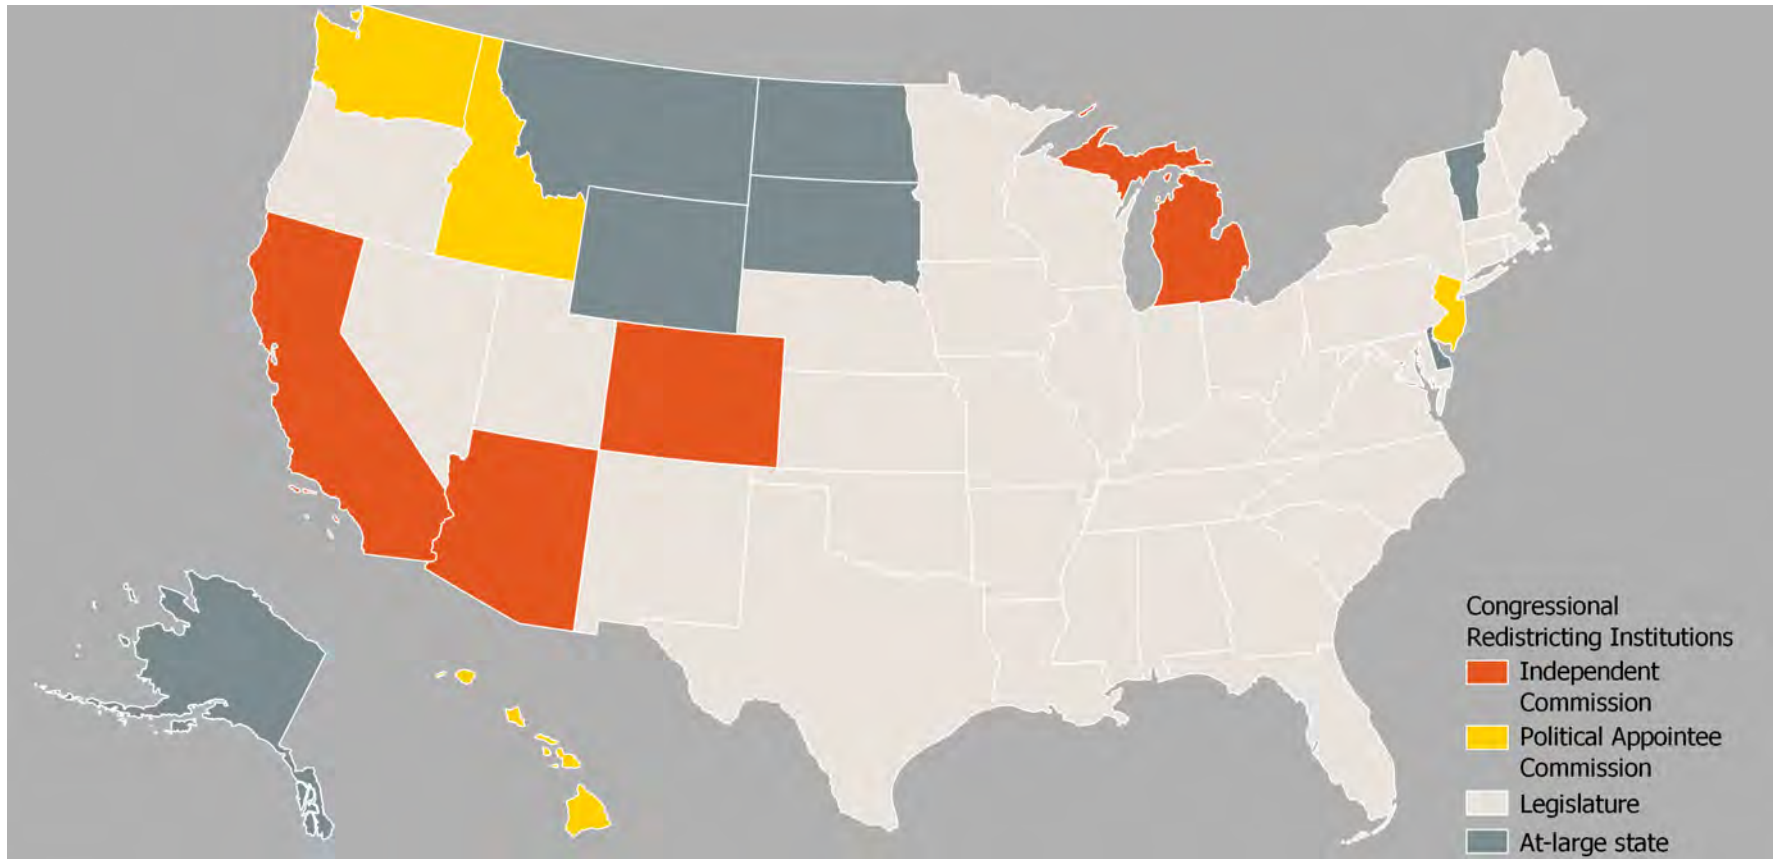 Congressional
Redistricting Institutions
Independent
Commission
Political Appointee
Commission
Legislature
At-large state